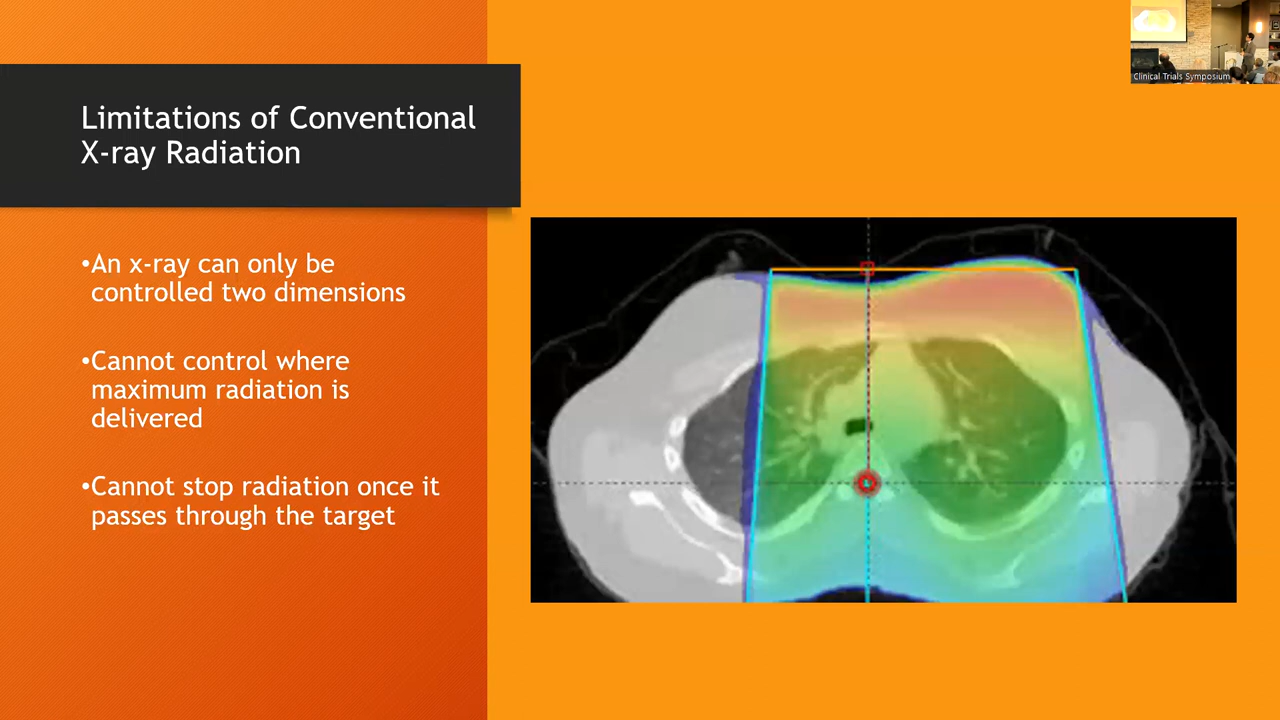 Clinical Trials Symposium
Limitations of Conventional
X-ray Radiation
•An x-ray can only be
controlled two dimensions
•Cannot control where
maximum radiation is
delivered
•Cannot stop radiation once it
passes through the target